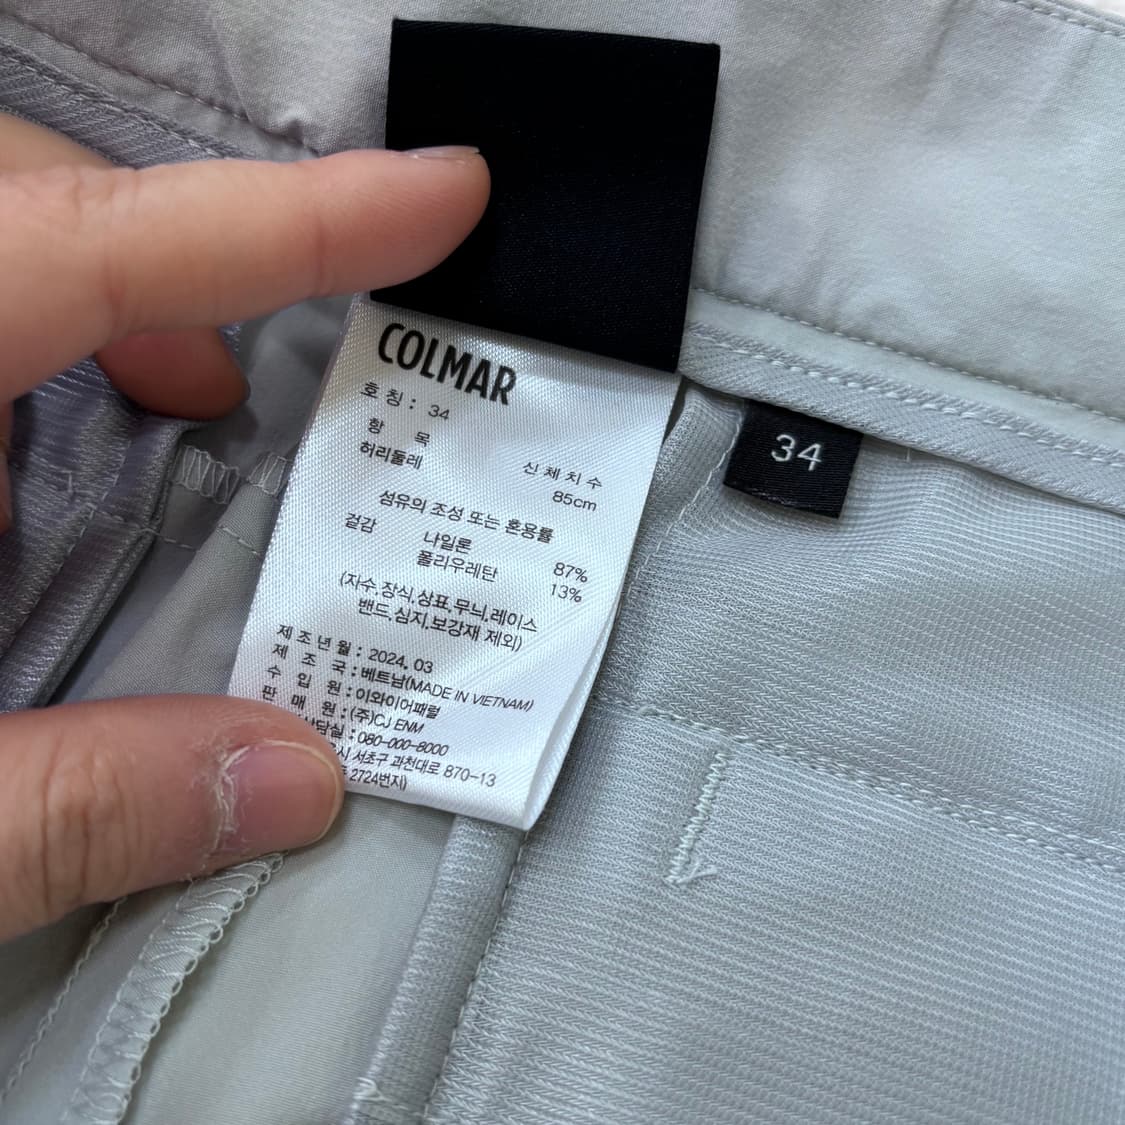 COLMAR
호 칭 : 34
항 목
허리둘레 신체치수
85cm
섬유의 조성 또는 혼용률
겉감 나일론 87%
폴리우레탄 13%
(자수,장식,상표,무늬,레이스
밴드,심지,보강재 제외)
제조년월 : 2024. 03
제 조 국 : 베트남(MADE IN VIETNAM)
수 입 원 : 이와이어패럴
판 매 원 : (주)CJ ENM
담실 : 080-000-8000
시 서초구 과천대로 870-13
2724번지)
34